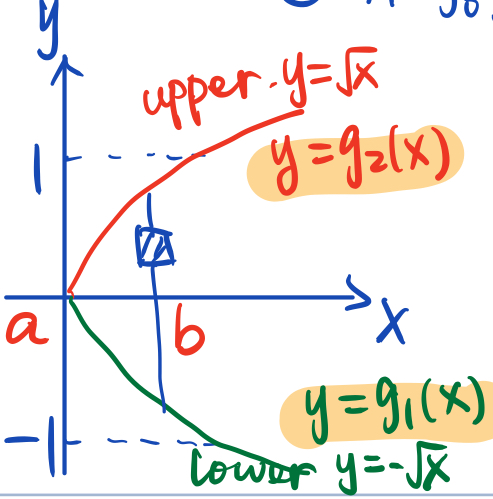 y
upper. y=√x
1
y=g₂(x)
a
b
x
y=g₁(x)
-1
lower y=-√x